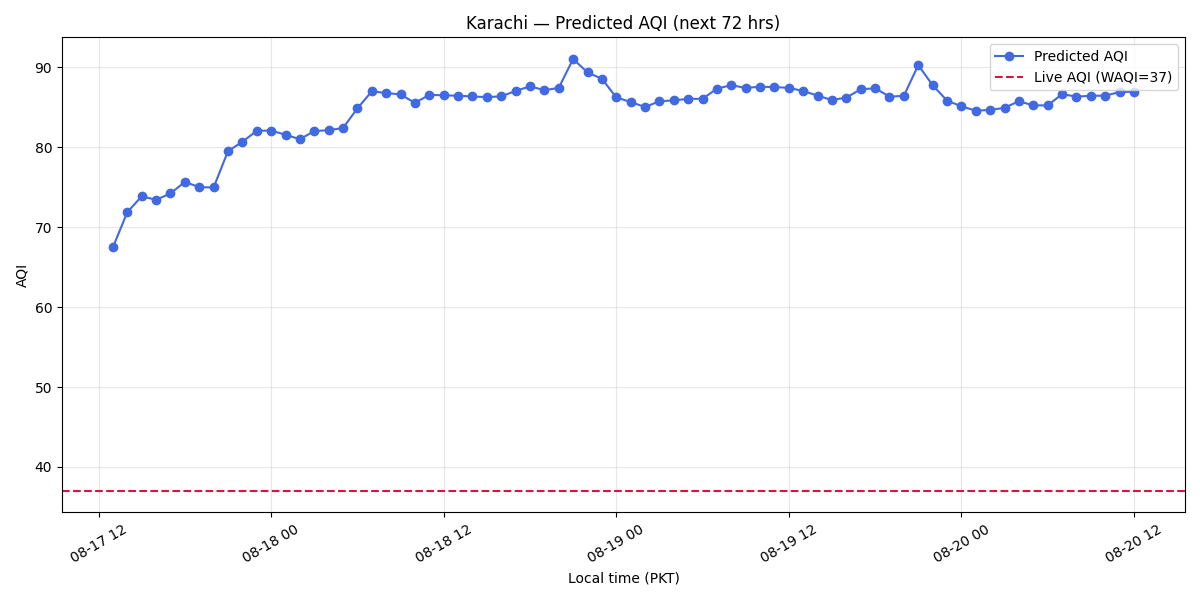 Karachi — Predicted AQI (next 72 hrs)
Predicted AQI
Live AQI (WAQI=37)
AQI
90
80
70
60
50
40
08-17 12
08-18 00
08-18 12
08-19 00
08-19 12
08-20 00
08-20 12
Local time (PKT)